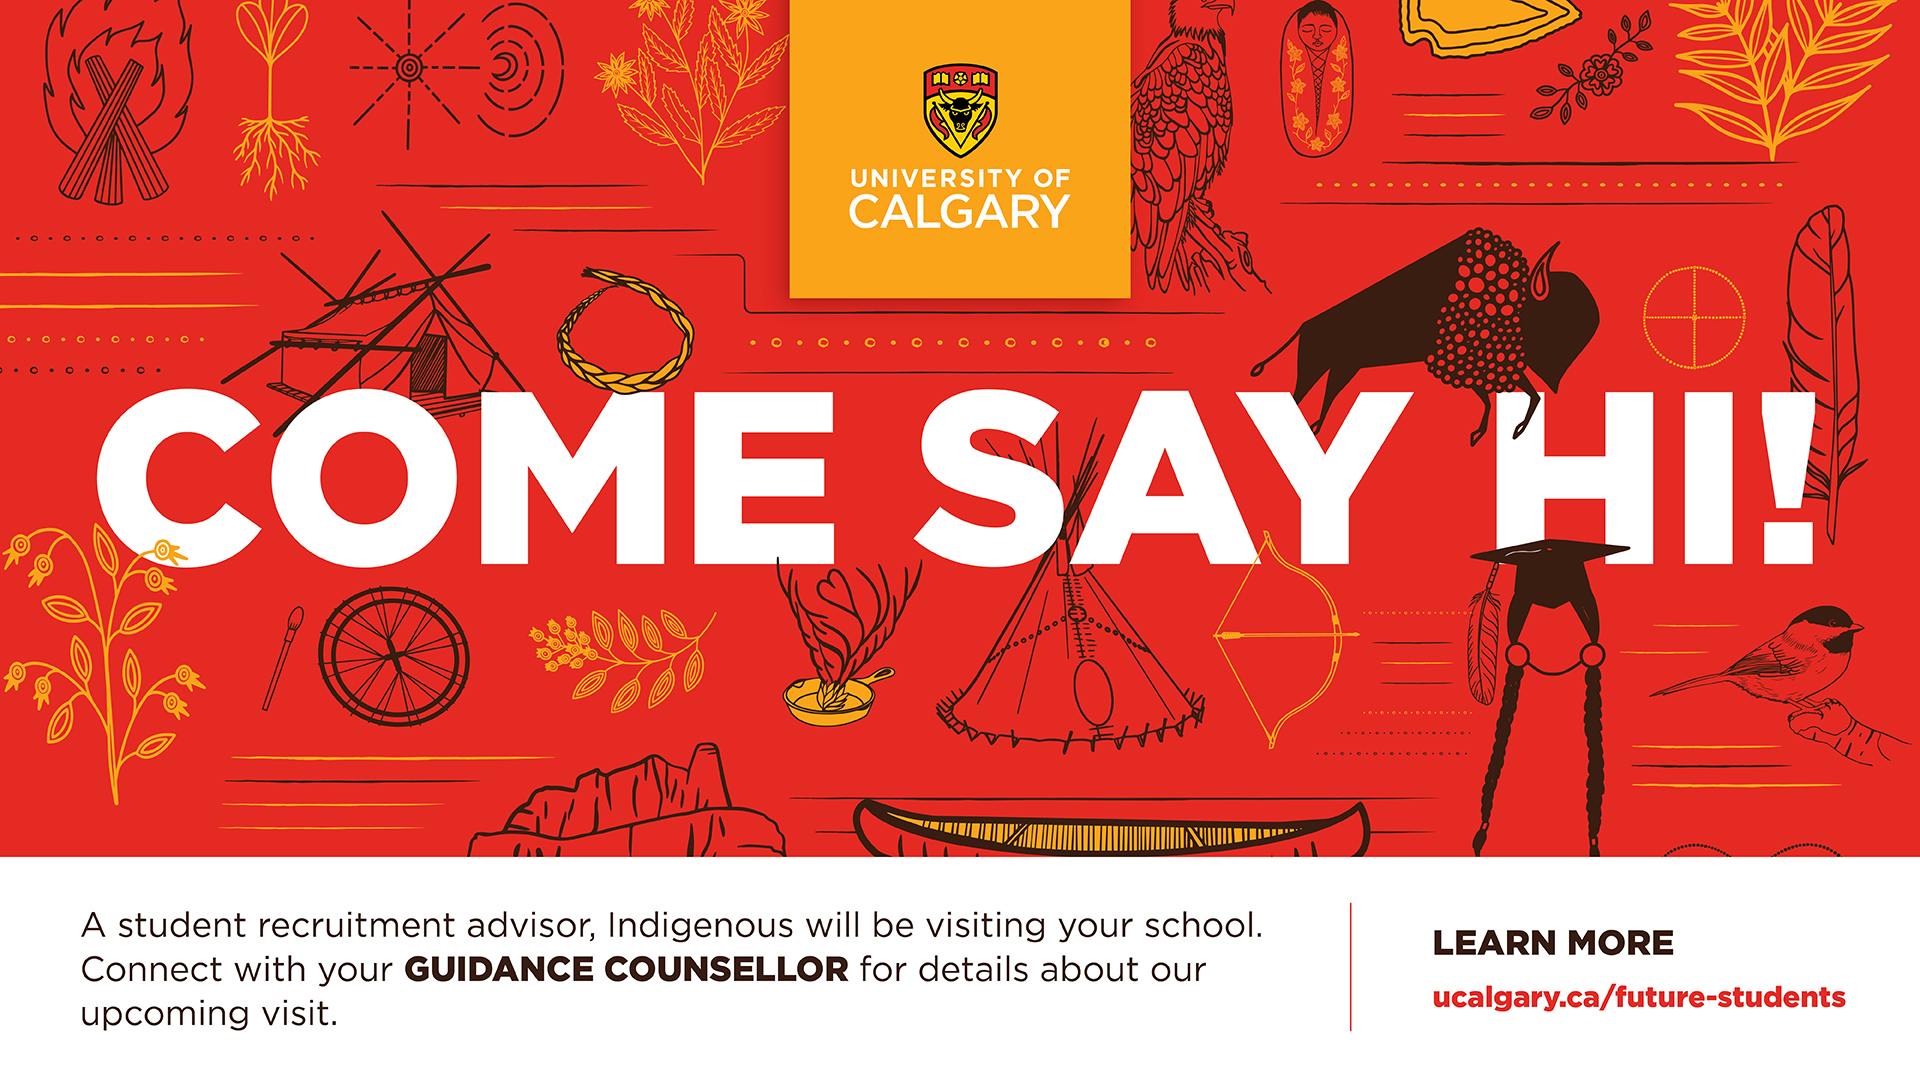 UNIVERSITY OF
CALGARY
COME SAY HI!
A student recruitment advisor, Indigenous will be visiting your school.
Connect with your GUIDANCE COUNSELLOR for details about our
upcoming visit.
LEARN MORE
ucalgary.ca/future-students